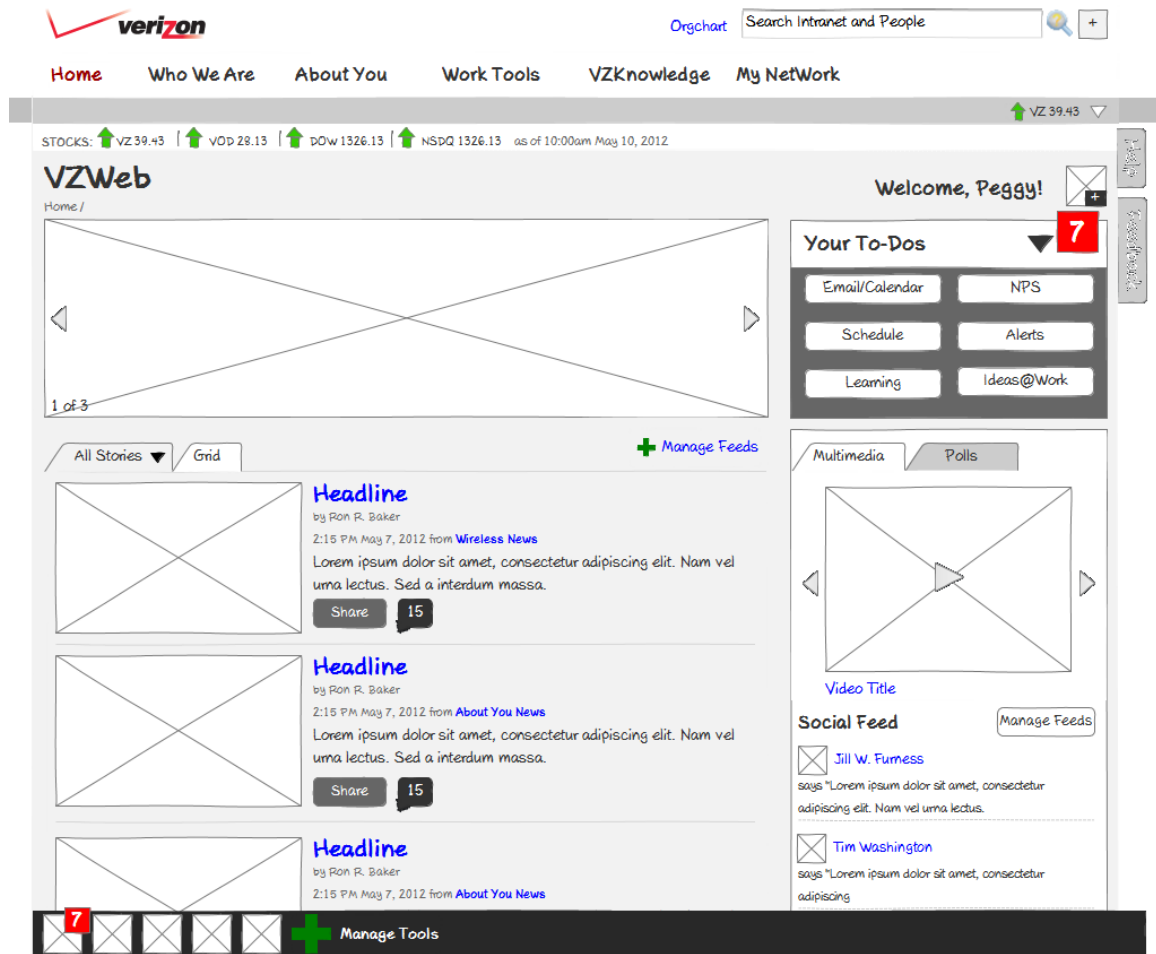 verizon
Orgchart
Search Intranet and People
+
Home
Who We Are
About You
Work Tools
VZKnowledge
My NetWork
VZ 39.43
STOCKS: VZ 39.43 VOD 28.13 DOW 1326.13 NSDQ 1326.13 as of 10:00am May 10, 2012
Help
Feedback
VZWeb
Welcome, Peggy!
+
Home /
Your To-Dos
7
Email/Calendar
NPS
Schedule
Alerts
Learning
Ideas@Work
1 of 3
All Stories
Grid
Manage Feeds
Headline
by Ron R. Baker
2:15 PM May 7, 2012 from Wireless News
Lorem ipsum dolor sit amet, consectetur adipiscing elit. Nam vel
urna lectus. Sed a interdum massa.
Share
15
Headline
by Ron R. Baker
2:15 PM May 7, 2012 from About You News
Lorem ipsum dolor sit amet, consectetur adipiscing elit. Nam vel
urna lectus. Sed a interdum massa.
Share
15
Headline
by Ron R. Baker
2:15 PM May 7, 2012 from About You News
Multimedia
Polls
Video Title
Social Feed
Manage Feeds
Jill W. Furness
says "Lorem ipsum dolor sit amet, consectetur
adipiscing elit. Nam vel urna lectus.
Tim Washington
says "Lorem ipsum dolor sit amet, consectetur
adipiscing
7
Manage Tools